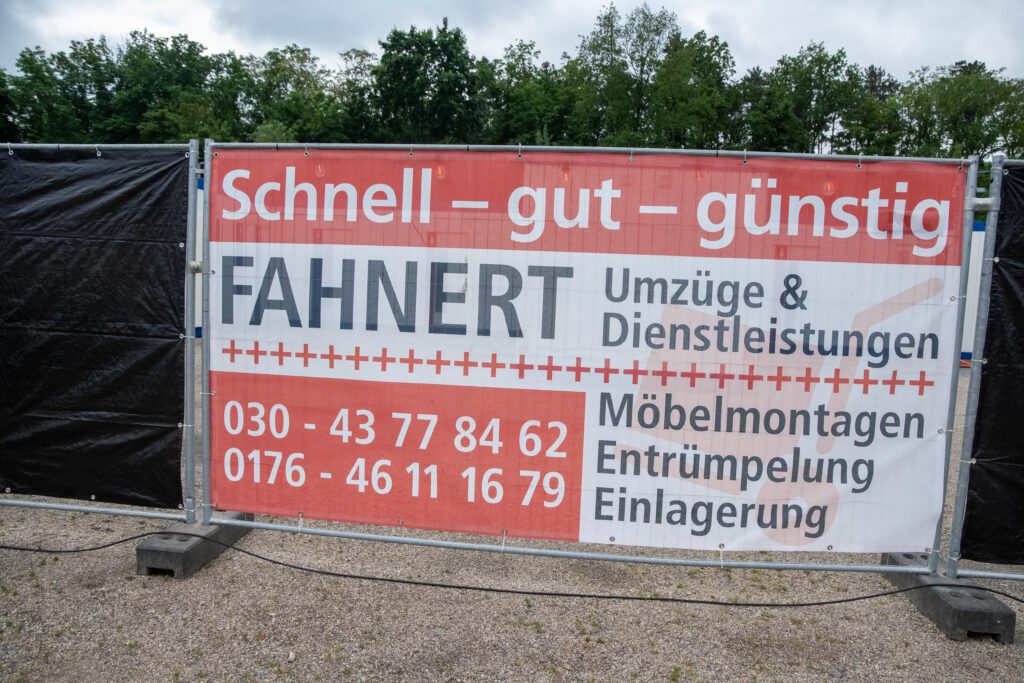 Schnell – gut – günstig
FAHNERT
Umzüge &
Dienstleistungen
+++++++++++++++++++++++++++++
030 - 43 77 84 62
0176 - 46 11 16 79
Möbelmontagen
Entrümpelung
Einlagerung